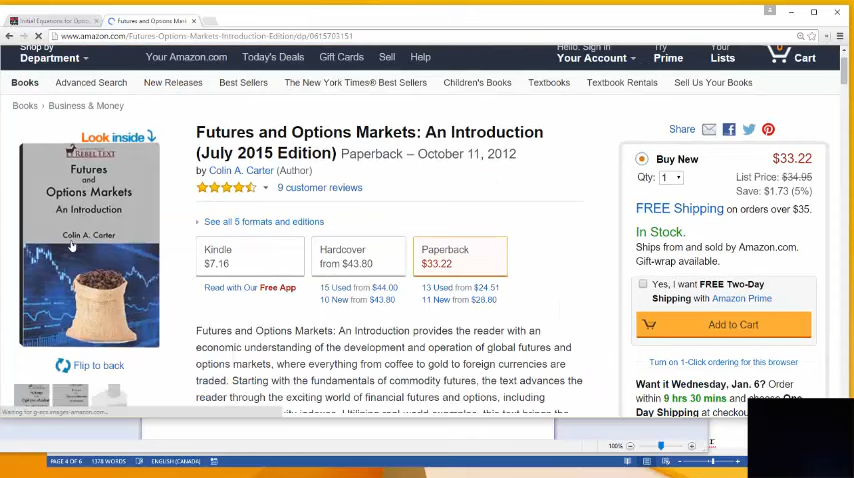 Initial Equations for Optio...
Futures and Options Mark
www.amazon.com/Futures-Options-Markets-Introduction-Edition/dp/0615703151
Shop by
Department
Your Amazon.com
Today's Deals
Gift Cards
Sell
Help
Hello. Sign in
Your Account
Try
Prime
Your
Lists
0
Cart
Books
Advanced Search
New Releases
Best Sellers
The New York Times® Best Sellers
Children's Books
Textbooks
Textbook Rentals
Sell Us Your Books
Books › Business & Money
Look inside
REBEL TEXT
Futures
and
Options Markets
An Introduction
Colin A. Carter
Flip to back
Waiting for g-ecx.images-amazon.com...
Futures and Options Markets: An Introduction
(July 2015 Edition) Paperback – October 11, 2012
by Colin A. Carter (Author)
9 customer reviews
See all 5 formats and editions
Kindle
$7.16
Hardcover
from $43.80
Paperback
$33.22
Read with Our Free App
15 Used from $44.00
10 New from $43.80
13 Used from $24.51
11 New from $28.80
Futures and Options Markets: An Introduction provides the reader with an
economic understanding of the development and operation of global futures and
options markets, where everything from coffee to gold to foreign currencies are
traded. Starting with the fundamentals of commodity futures, the text advances the
reader through the exciting world of financial futures and options, including
Share
Buy New
$33.22
Qty: 1
List Price: $34.95
Save: $1.73 (5%)
FREE Shipping on orders over $35.
In Stock.
Ships from and sold by Amazon.com.
Gift-wrap available.
Yes, I want FREE Two-Day
Shipping with Amazon Prime
Add to Cart
Turn on 1-Click ordering for this browser
Want it Wednesday, Jan. 6? Order
within 9 hrs 30 mins and choose One-
Day Shipping at checkou
100%
PAGE 4 OF 6
1378 WORDS
ENGLISH (CANADA)